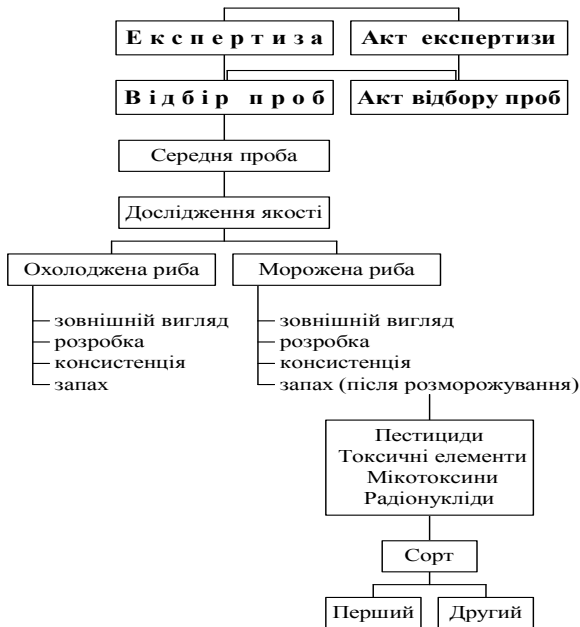 Експертиза
Акт експертизи
Відбір проб
Акт відбору проб
Середня проба
Дослідження якості
Охолоджена риба
Морожена риба
зовнішній вигляд
розробка
консистенція
запах
зовнішній вигляд
розробка
консистенція
запах (після розморожування)
Пестициди
Токсичні елементи
Мікотоксини
Радіонукліди
Сорт
Перший
Другий